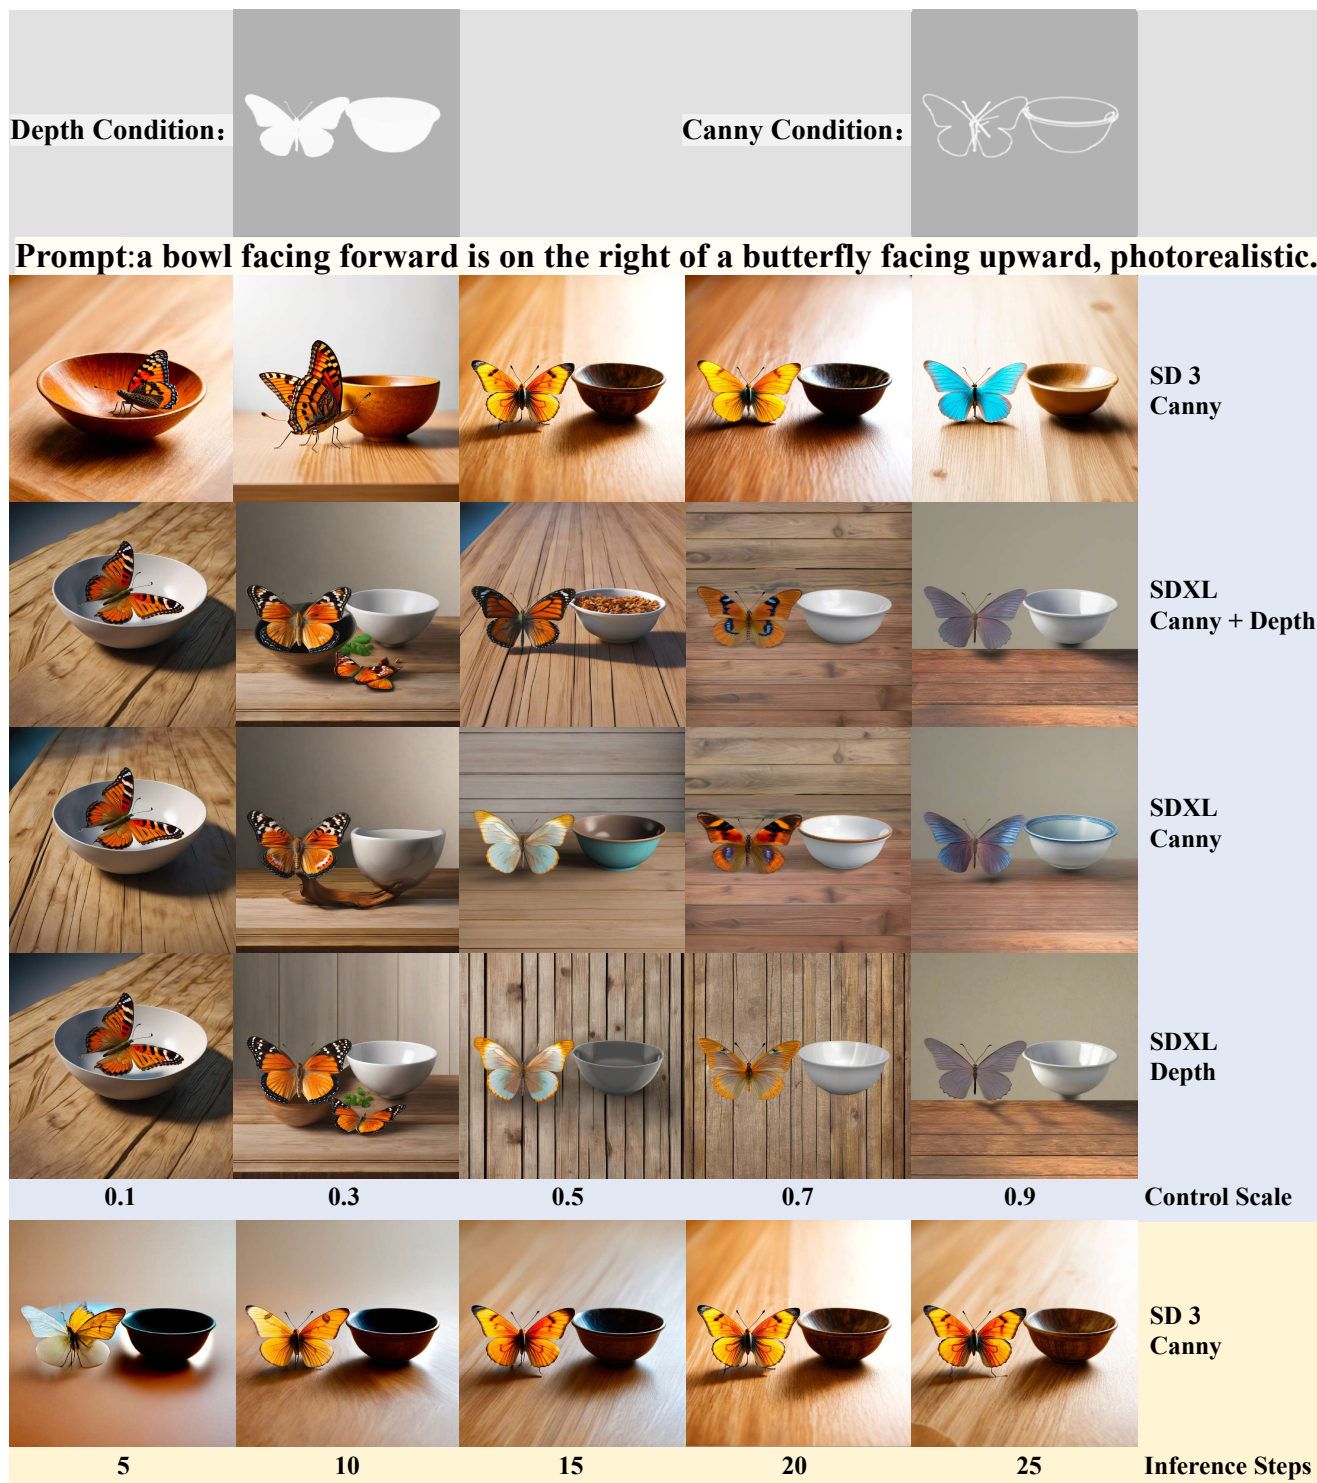 Depth Condition：
Canny Condition：
Prompt:a bowl facing forward is on the right of a butterfly facing upward, photorealistic.
SD 3
Canny
SDXL
Canny + Depth
SDXL
Canny
SDXL
Depth
0.1 0.3 0.5 0.7 0.9 Control Scale
SD 3
Canny
5 10 15 20 25 Inference Steps